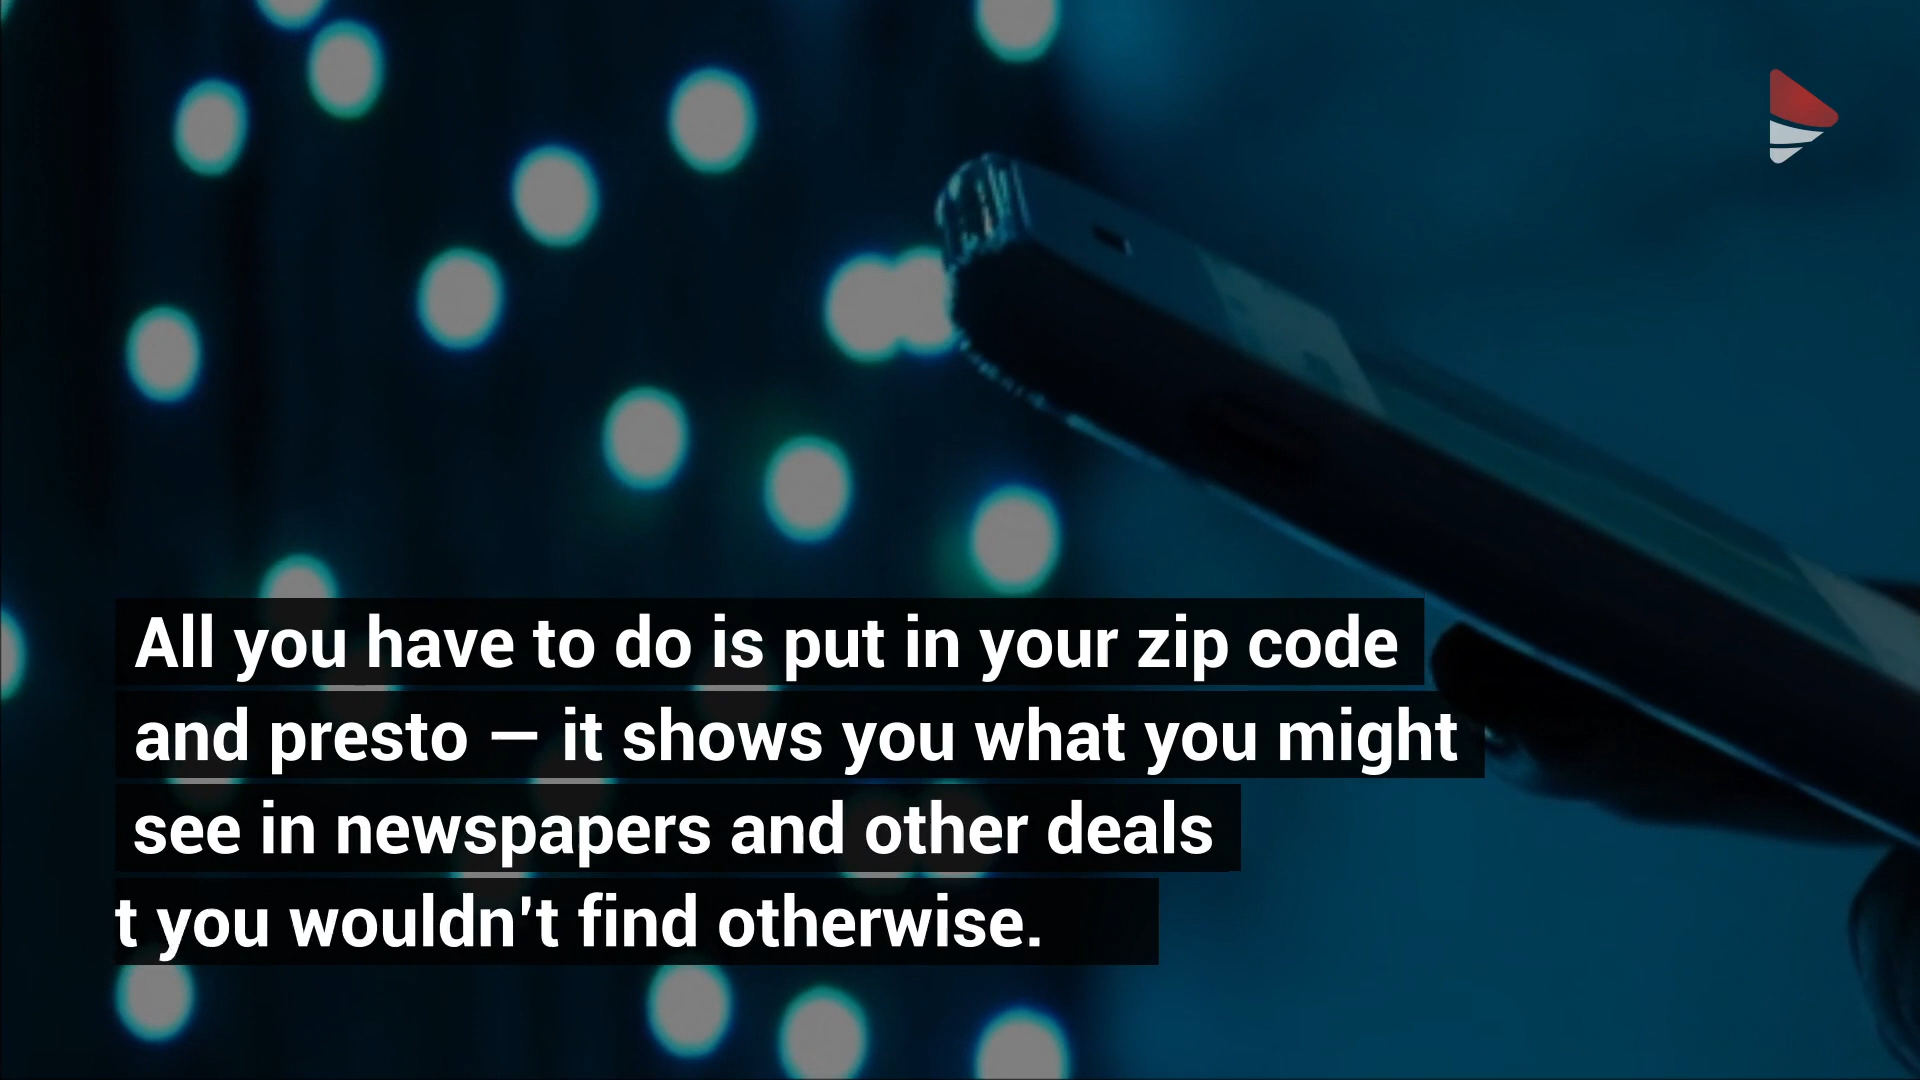 All you have to do is put in your zip code
and presto — it shows you what you might
see in newspapers and other deals
t you wouldn't find otherwise.